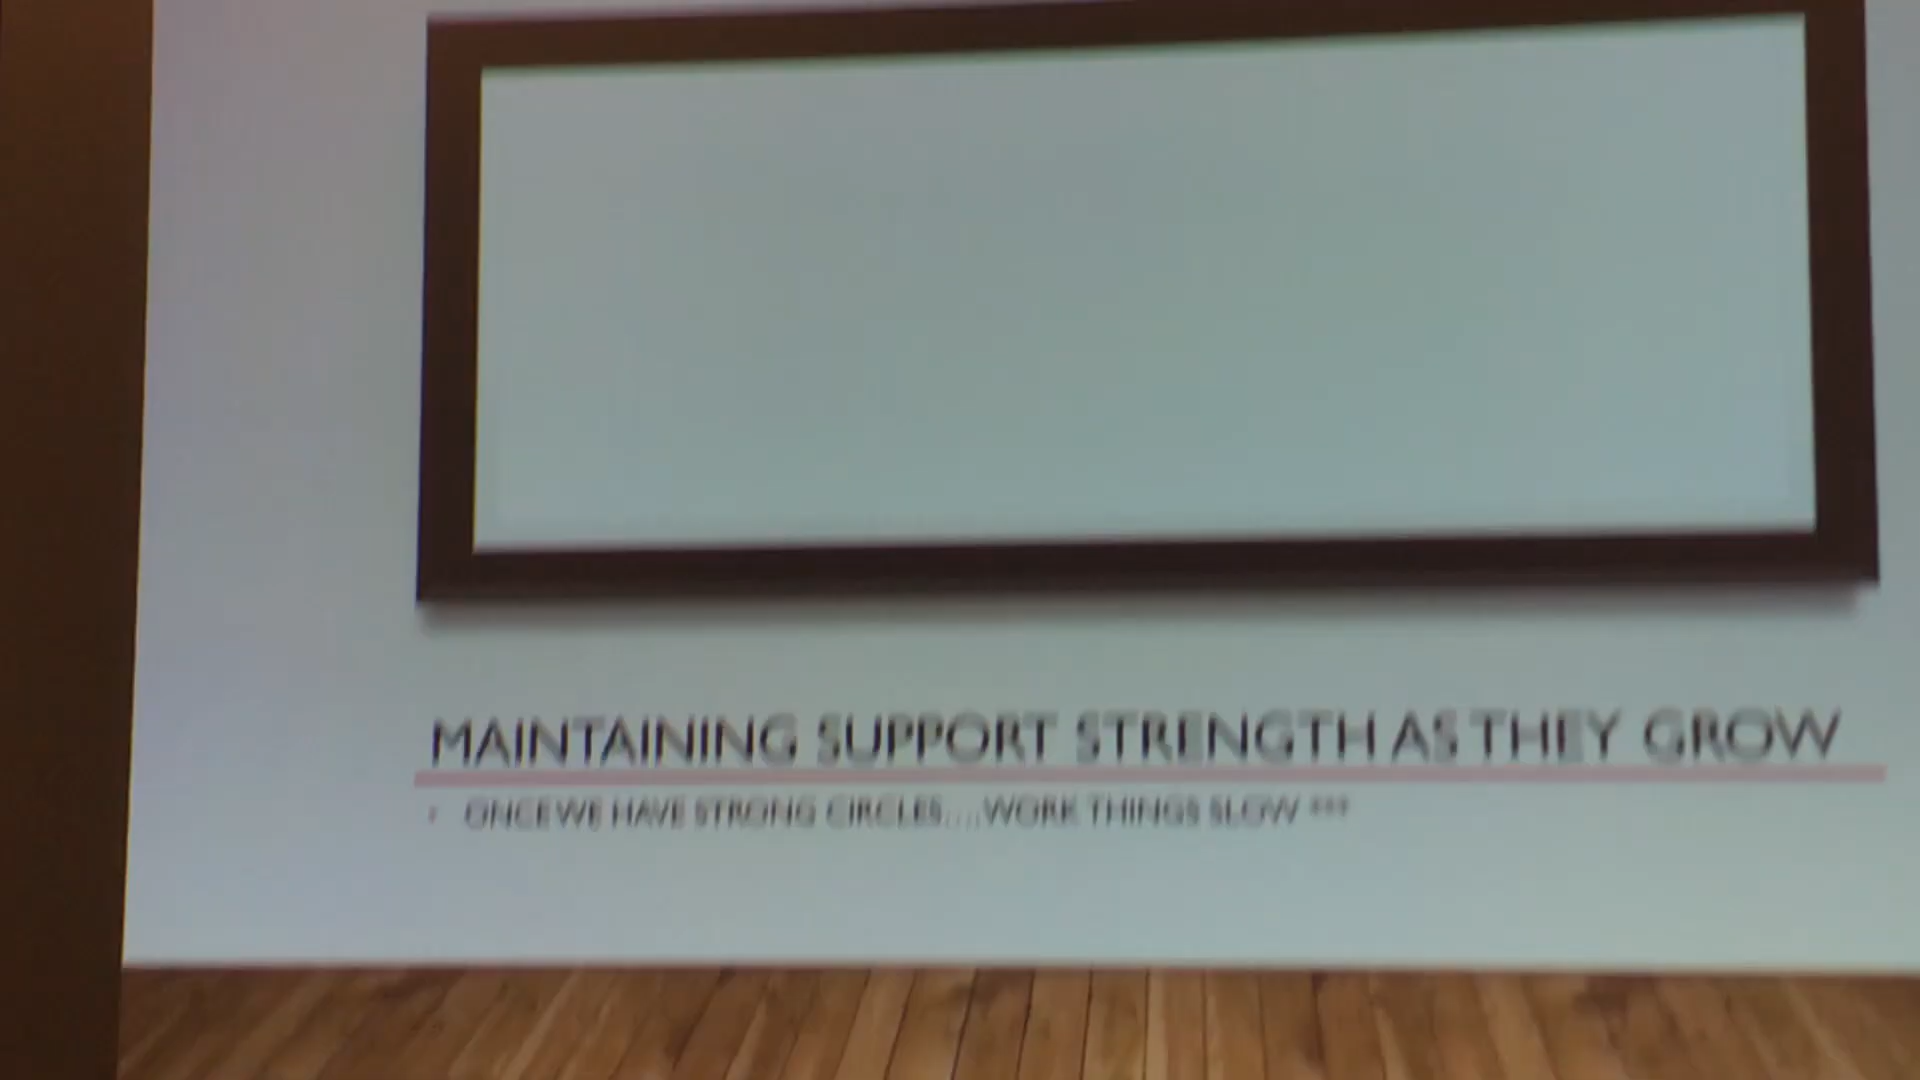 MAINTAINING SUPPORT STRENGTH AS THEY GROW
• ONCE WE HAVE STRONG CIRCLES....WORK THINGS SLOW ***